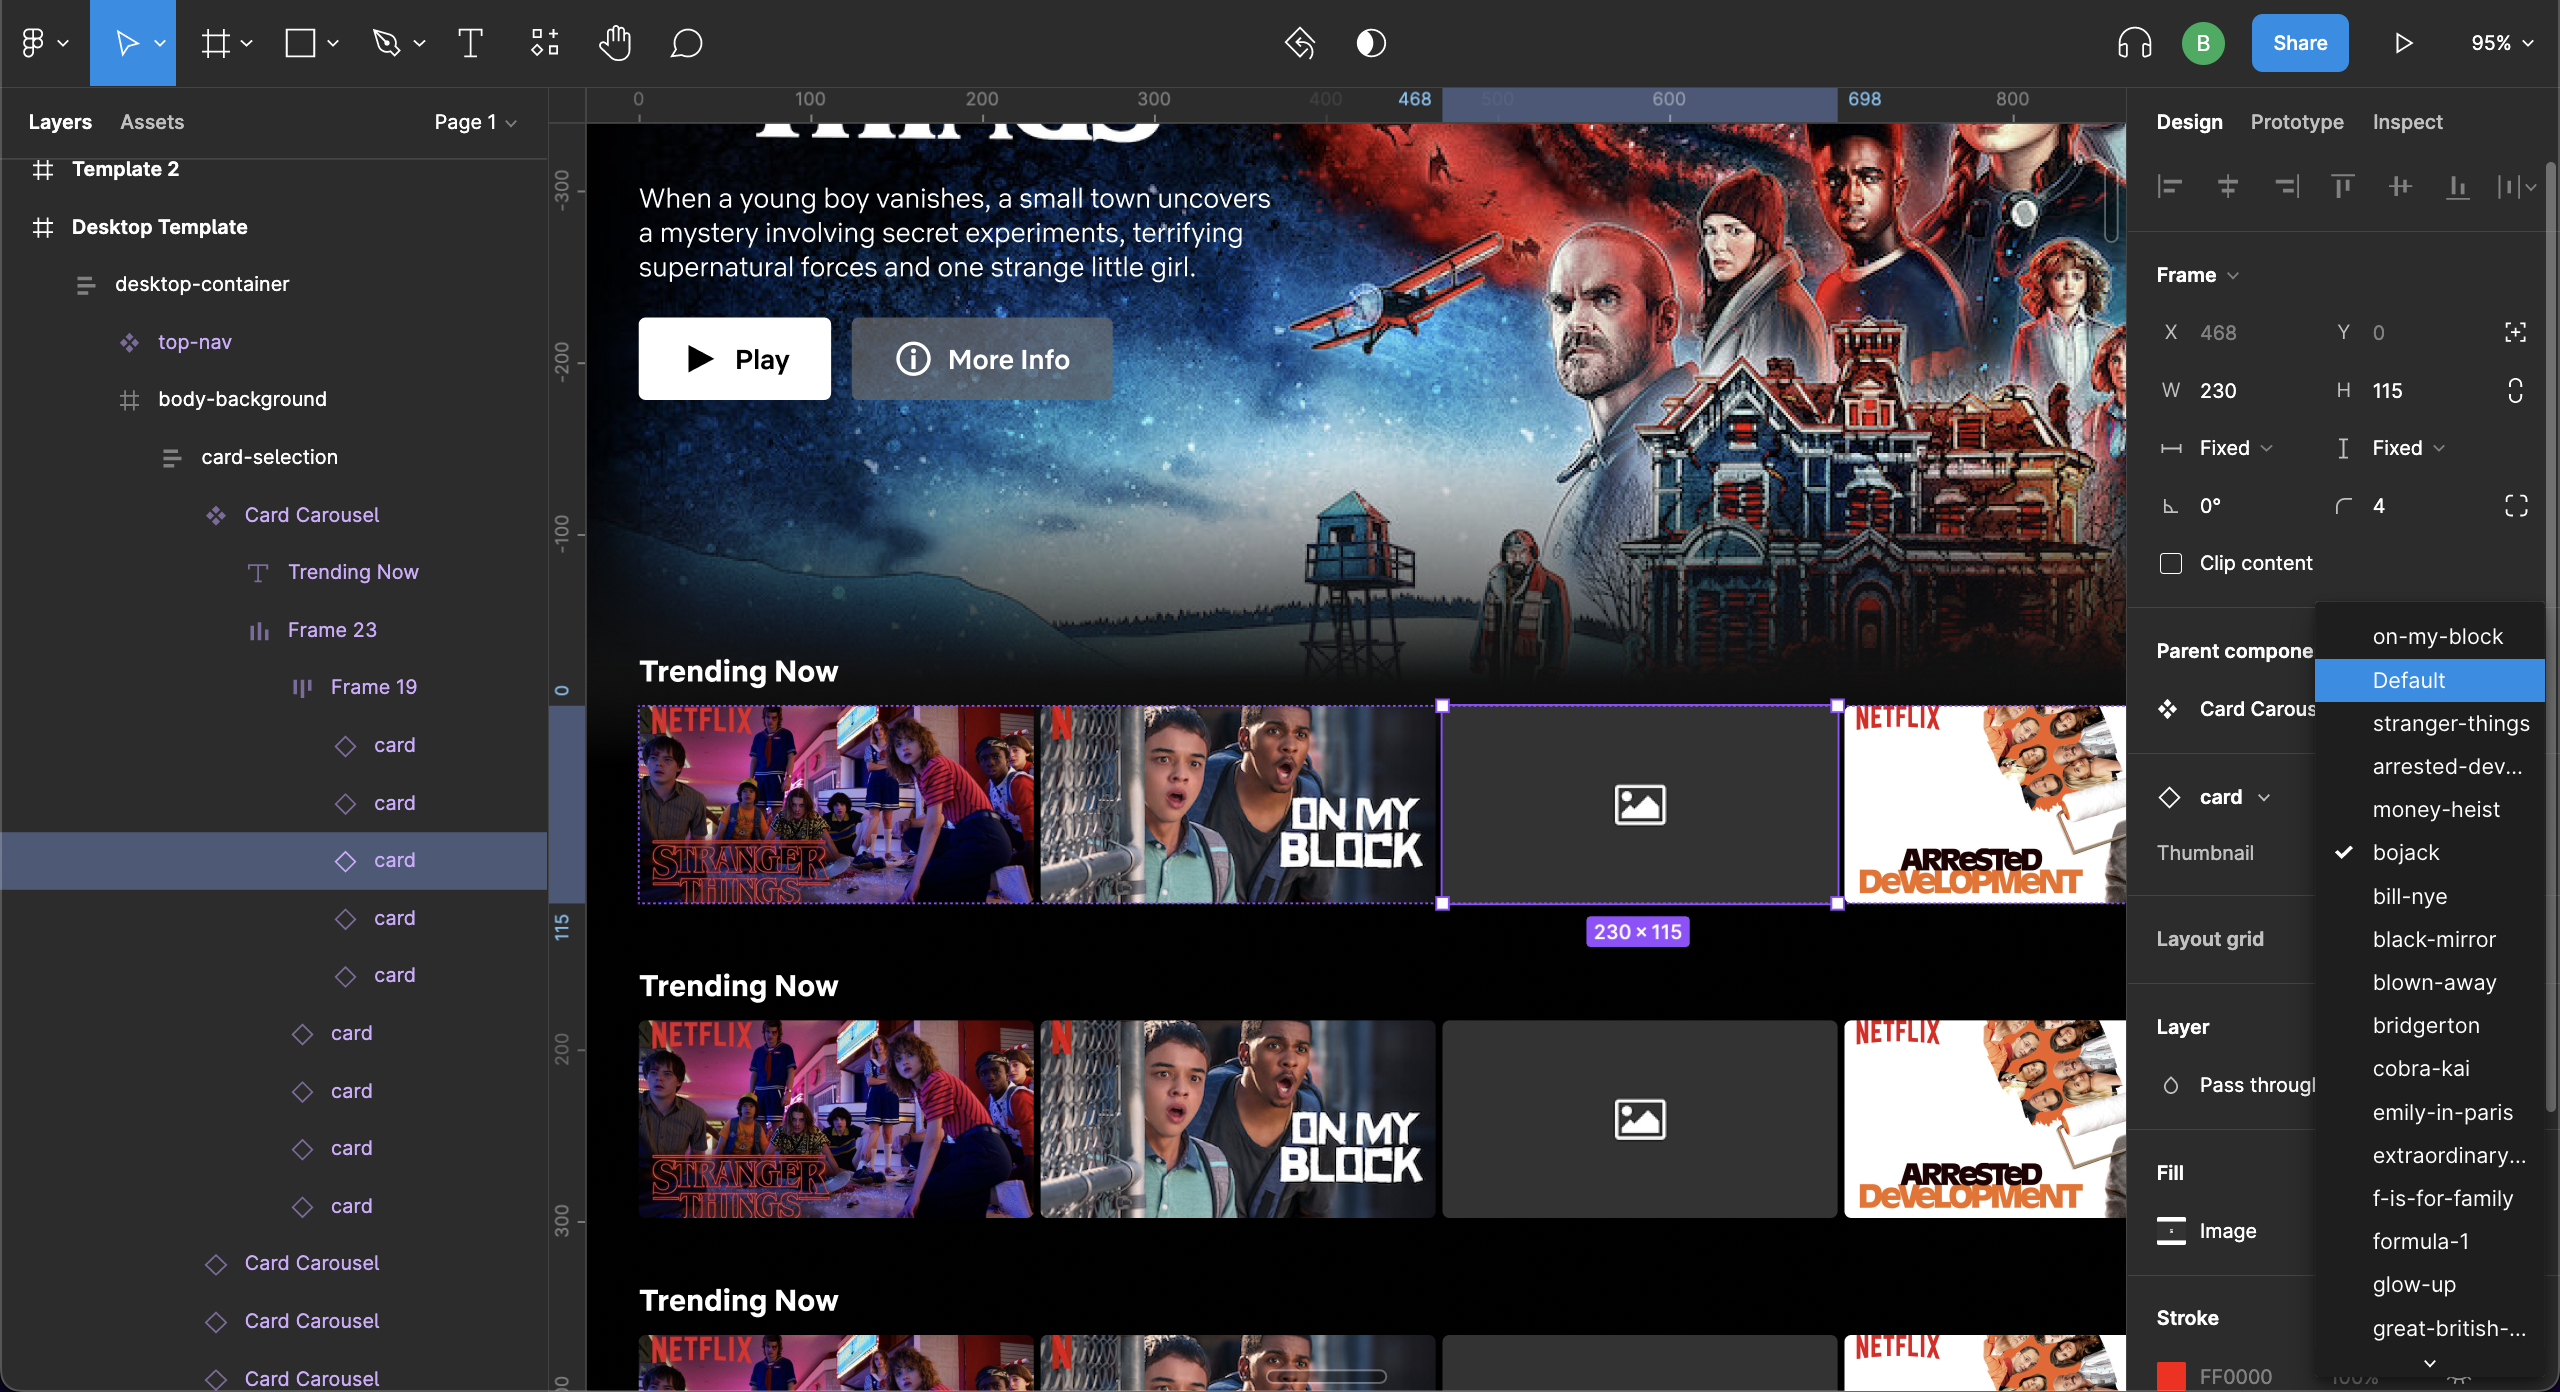 B
Share
95%
Layers
Assets
Page 1
0
100
200
300
400
468
500
600
698
800
Design
Prototype
Inspect
Template 2
Desktop Template
desktop-container
top-nav
body-background
card-selection
Card Carousel
Trending Now
Frame 23
Frame 19
card
card
card
card
card
card
card
card
card
Card Carousel
Card Carousel
Card Carousel
-300
-200
-100
0
115
200
300
When a young boy vanishes, a small town uncovers
a mystery involving secret experiments, terrifying
supernatural forces and one strange little girl.
Play
More Info
Trending Now
NETFLIX
STRANGER
THINGS
N
ON MY
BLOCK
NETFLIX
ARReSTeD
DeVeLOPMeNT
230 × 115
Trending Now
NETFLIX
STRANGER
THINGS
N
ON MY
BLOCK
NETFLIX
ARReSTeD
DeVeLOPMeNT
Trending Now
NETFLIX
N
NETFLIX
Frame
X 468
Y 0
W 230
H 115
Fixed
Fixed
0°
4
Clip content
Parent compone
Card Carous
card
Thumbnail
Layout grid
Layer
Pass through
Fill
Image
Stroke
FF0000
100%
on-my-block
Default
stranger-things
arrested-dev...
money-heist
bojack
bill-nye
black-mirror
blown-away
bridgerton
cobra-kai
emily-in-paris
extraordinary...
f-is-for-family
formula-1
glow-up
great-british-...